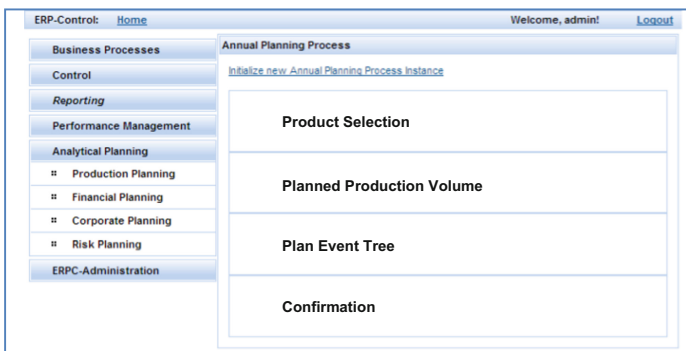 ERP-Control: Home Welcome, admin! Logout
Business Processes
Control
Reporting
Performance Management
Analytical Planning
Production Planning
Financial Planning
Corporate Planning
Risk Planning
ERPC-Administration
Annual Planning Process
Initialize new Annual Planning Process Instance
Product Selection
Planned Production Volume
Plan Event Tree
Confirmation